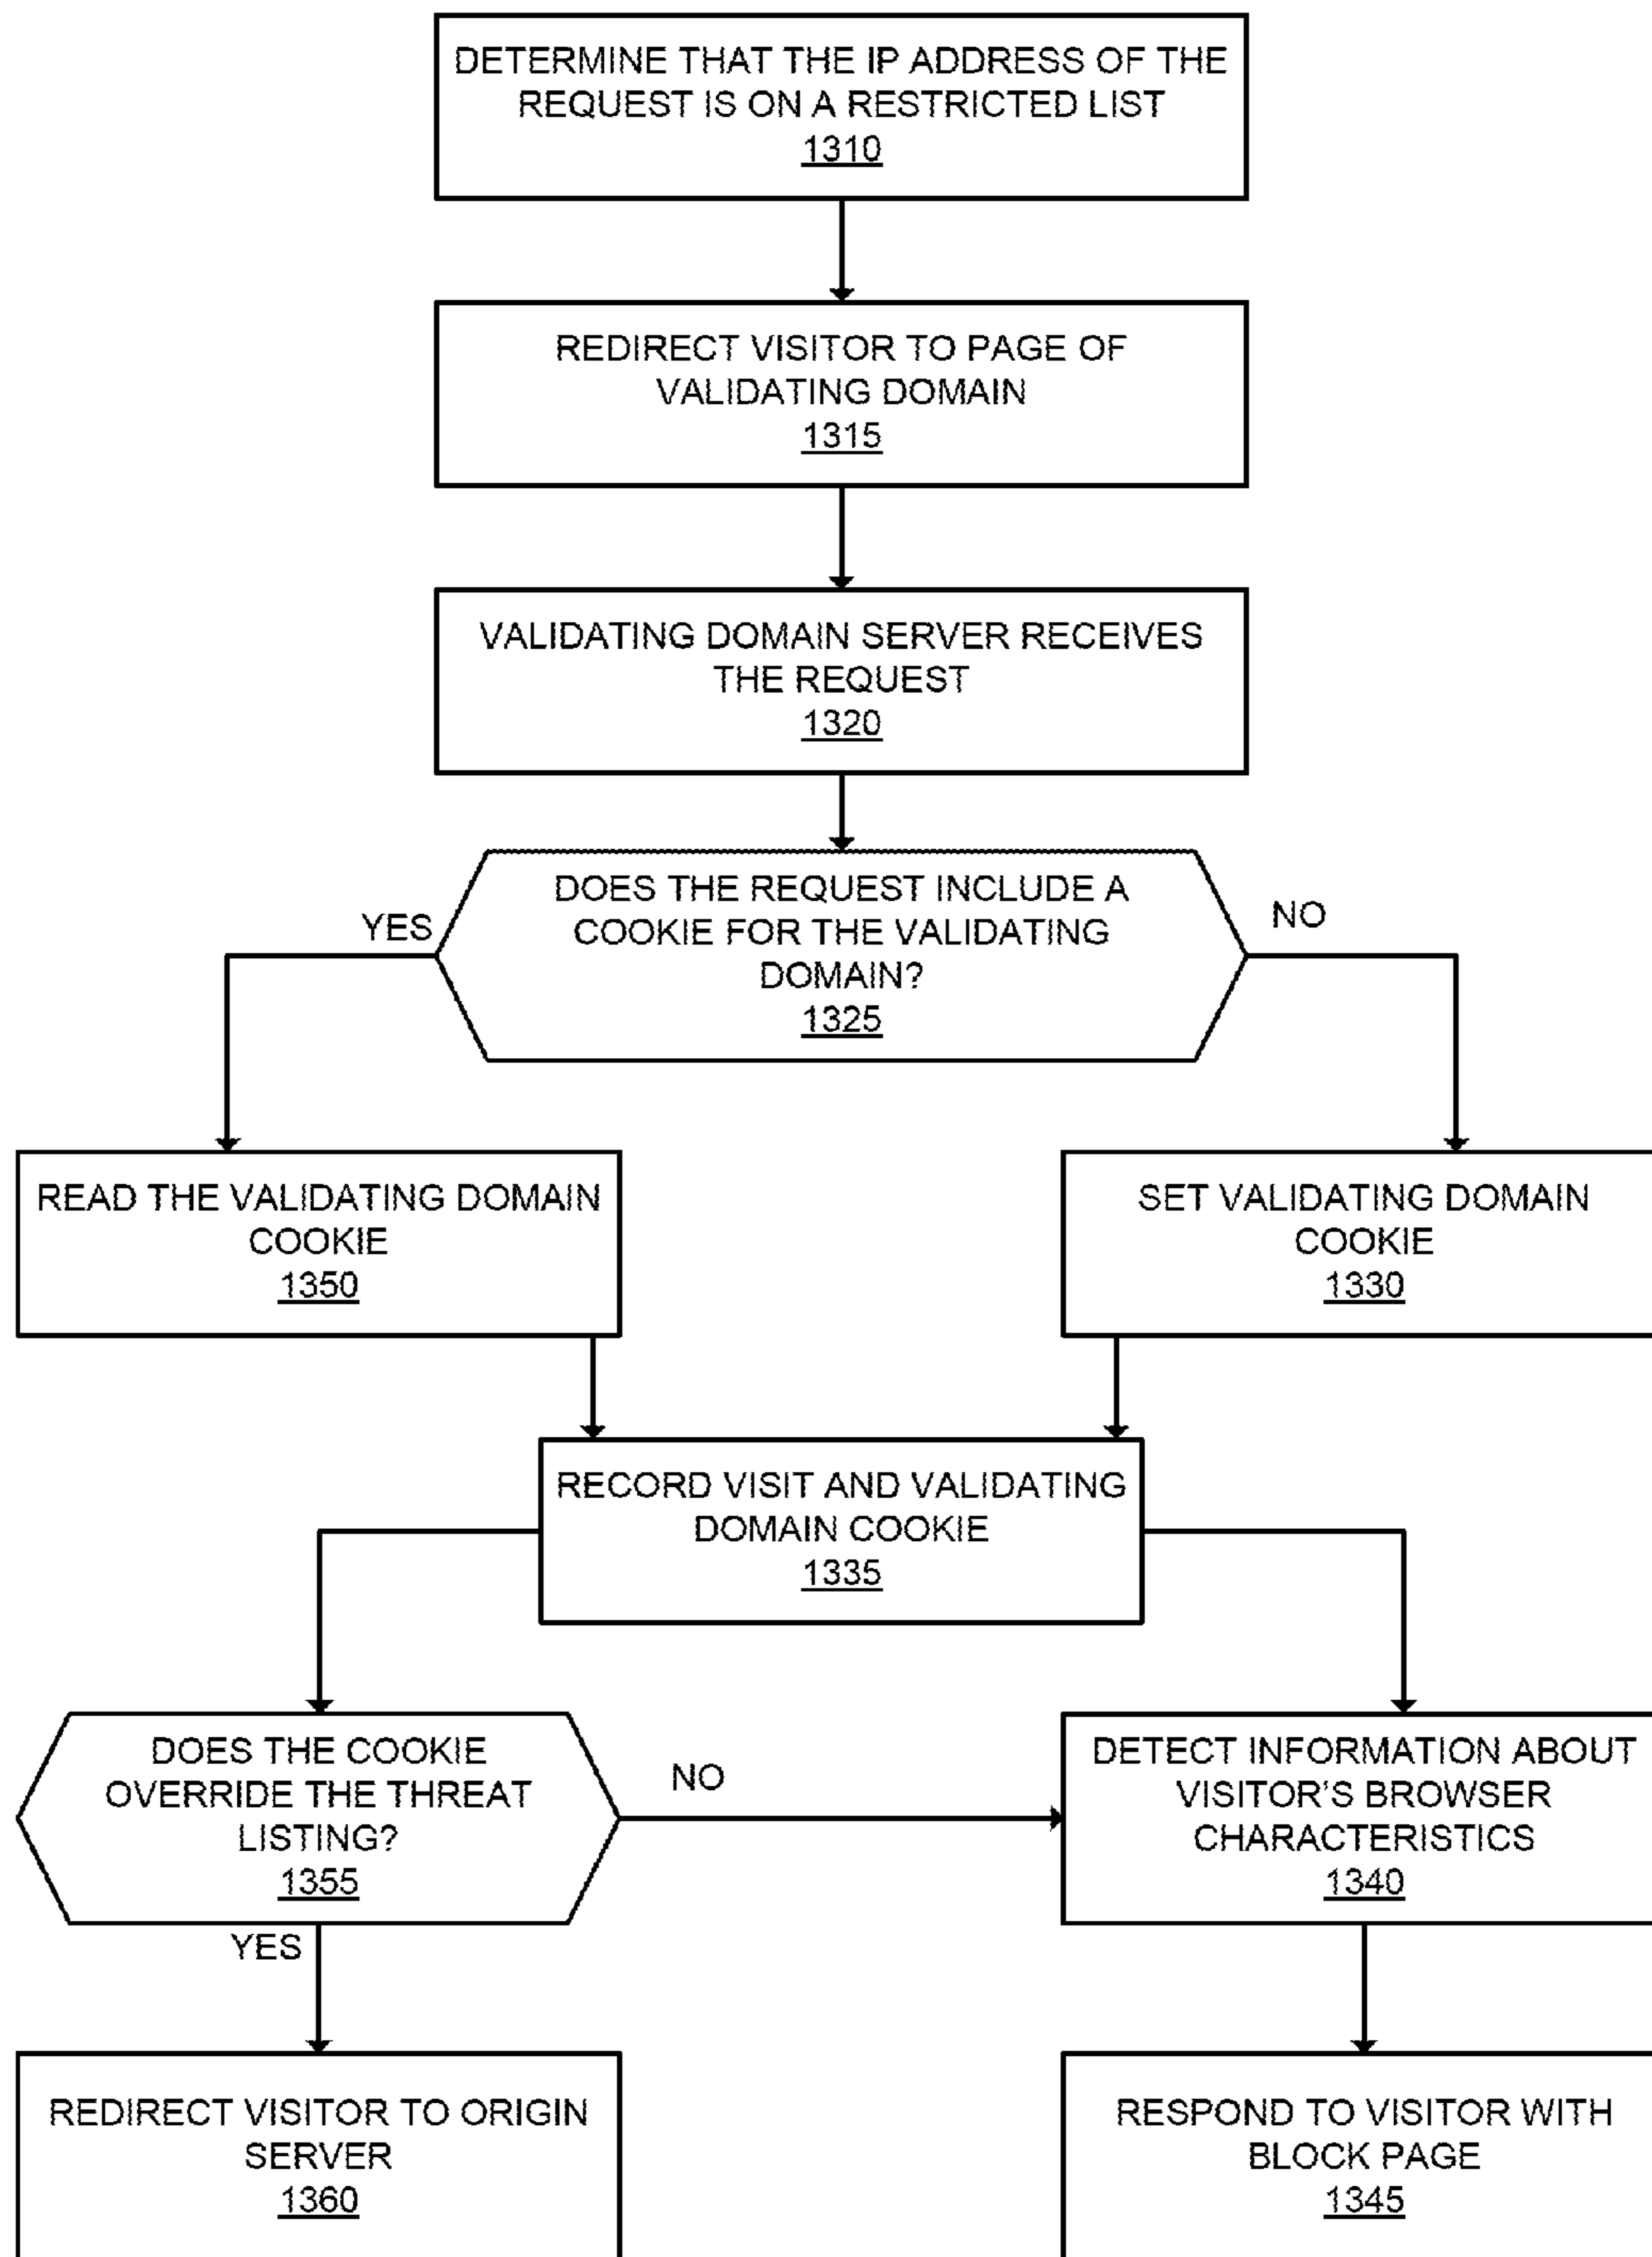 DETERMINE THAT THE IP ADDRESS OF THE
REQUEST IS ON A RESTRICTED LIST
1310
REDIRECT VISITOR TO PAGE OF
VALIDATING DOMAIN
1315
VALIDATING DOMAIN SERVER RECEIVES
THE REQUEST
1320
DOES THE REQUEST INCLUDE A
COOKIE FOR THE VALIDATING
DOMAIN?
1325
YES
NO
READ THE VALIDATING DOMAIN
COOKIE
1350
SET VALIDATING DOMAIN
COOKIE
1330
RECORD VISIT AND VALIDATING
DOMAIN COOKIE
1335
DOES THE COOKIE
OVERRIDE THE THREAT
LISTING?
1355
NO
YES
DETECT INFORMATION ABOUT
VISITOR'S BROWSER
CHARACTERISTICS
1340
REDIRECT VISITOR TO ORIGIN
SERVER
1360
RESPOND TO VISITOR WITH
BLOCK PAGE
1345